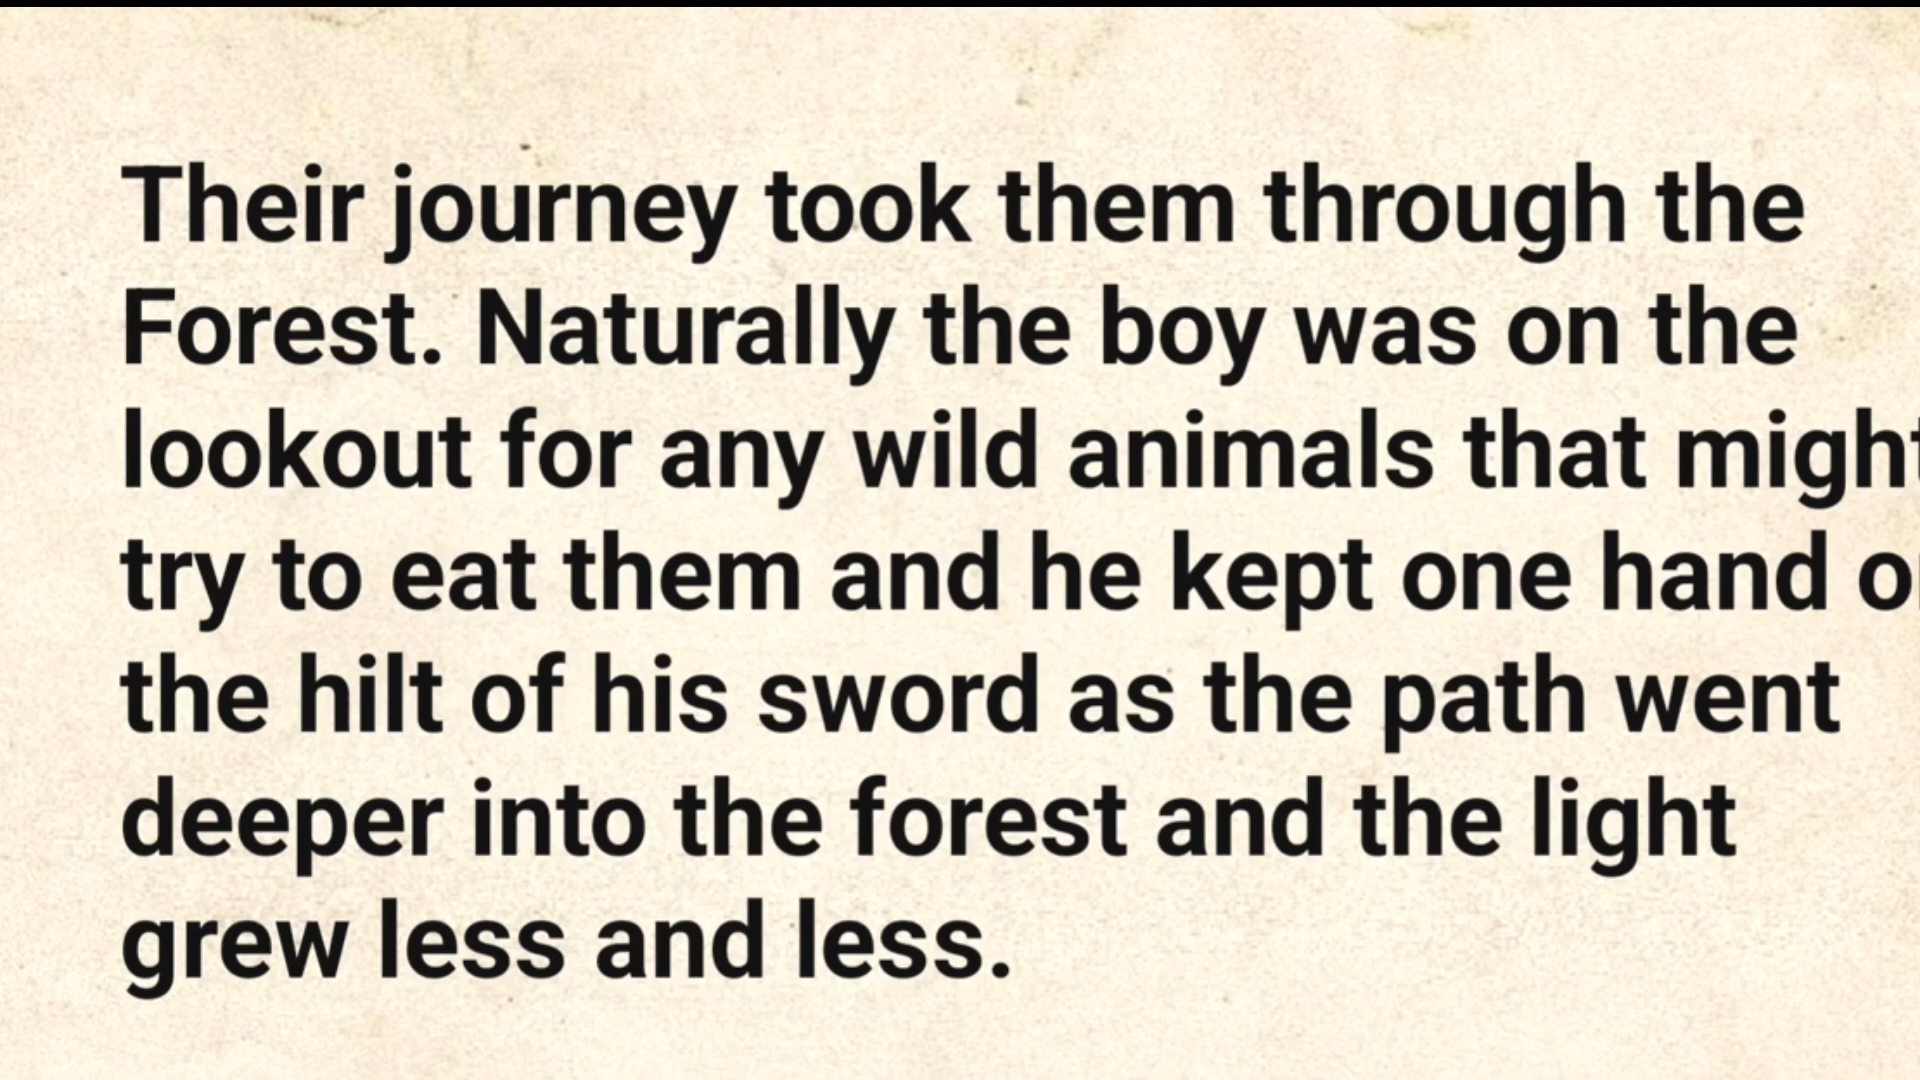 Their journey took them through the
Forest. Naturally the boy was on the
lookout for any wild animals that might
try to eat them and he kept one hand
the hilt of his sword as the path went
deeper into the forest and the light
grew less and less.